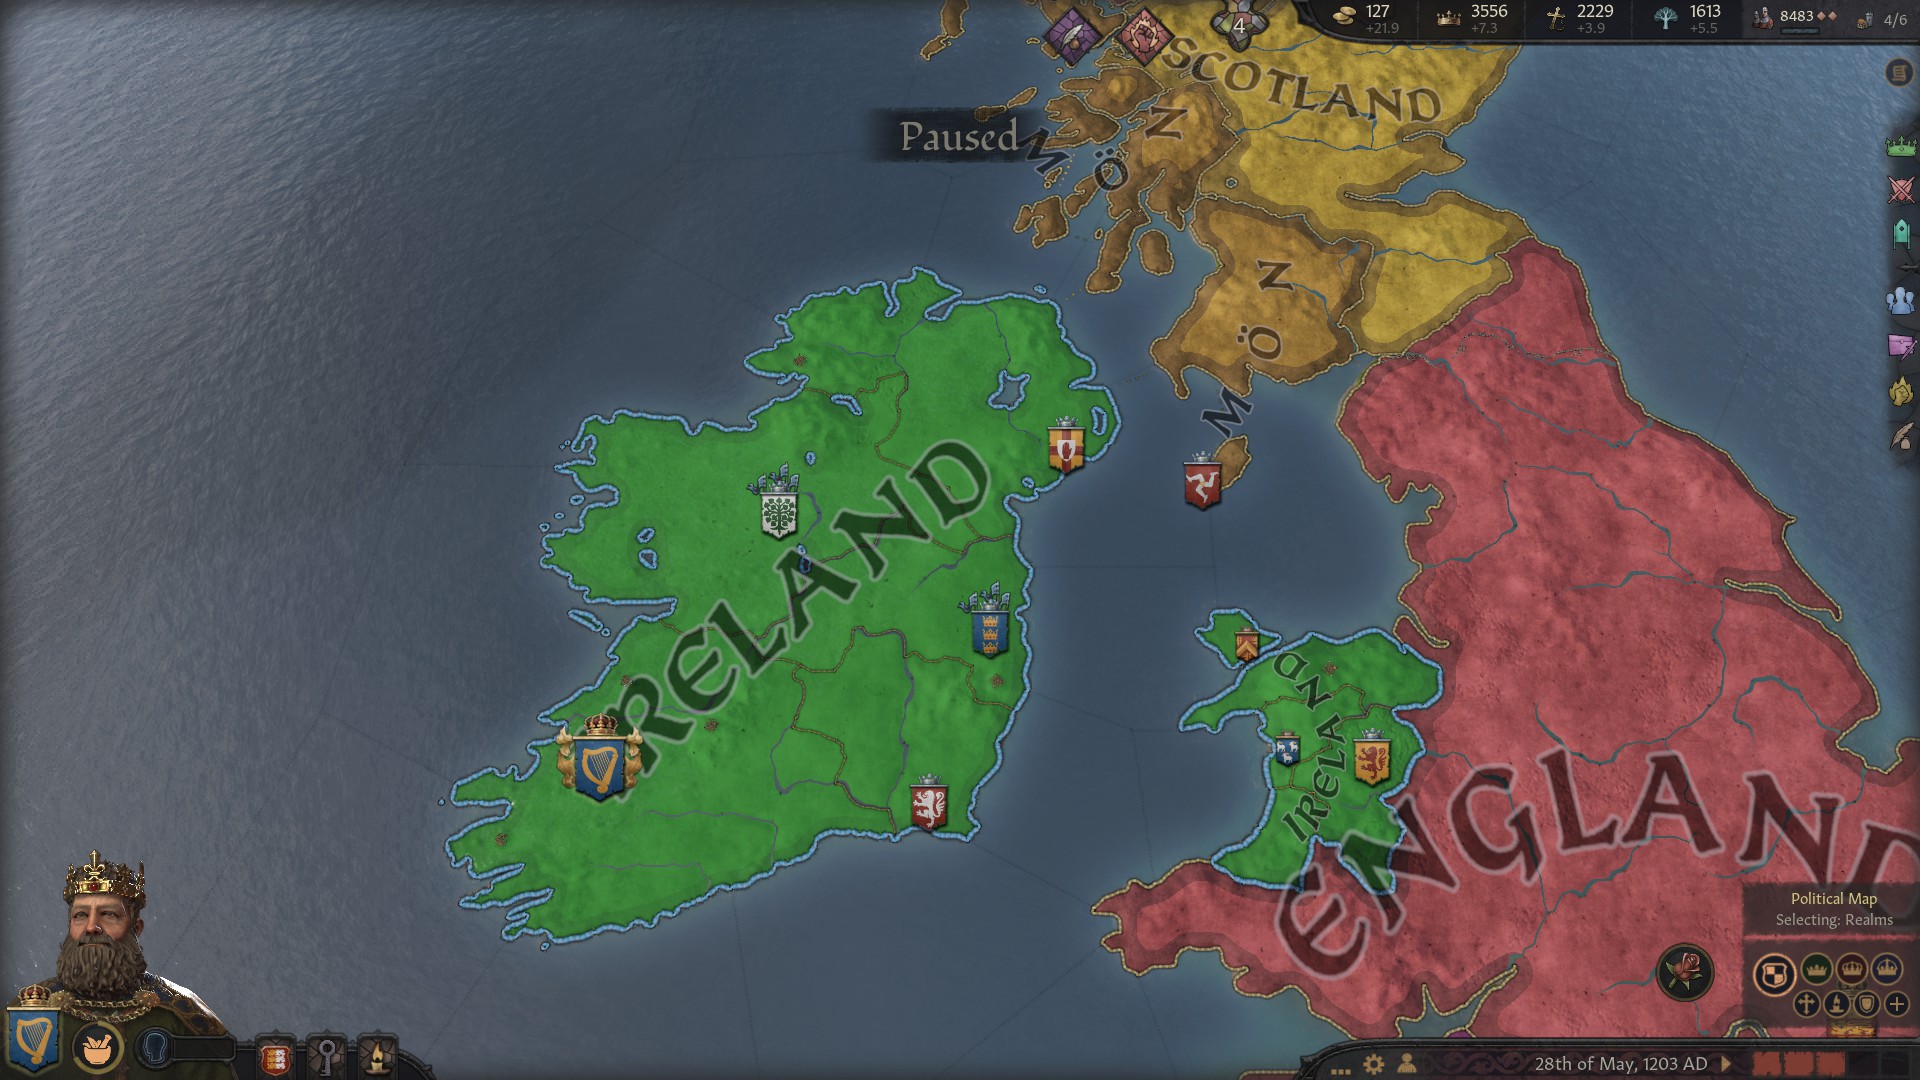 127
+21.9
3556
+7.3
2229
+3.9
1613
+5.5
8483
4/6
4
SCOTLAND
Paused
MÖN
MÖN
IRELAND
IRELAND
ENGLAND
Political Map
Selecting: Realms
28th of May, 1203 AD